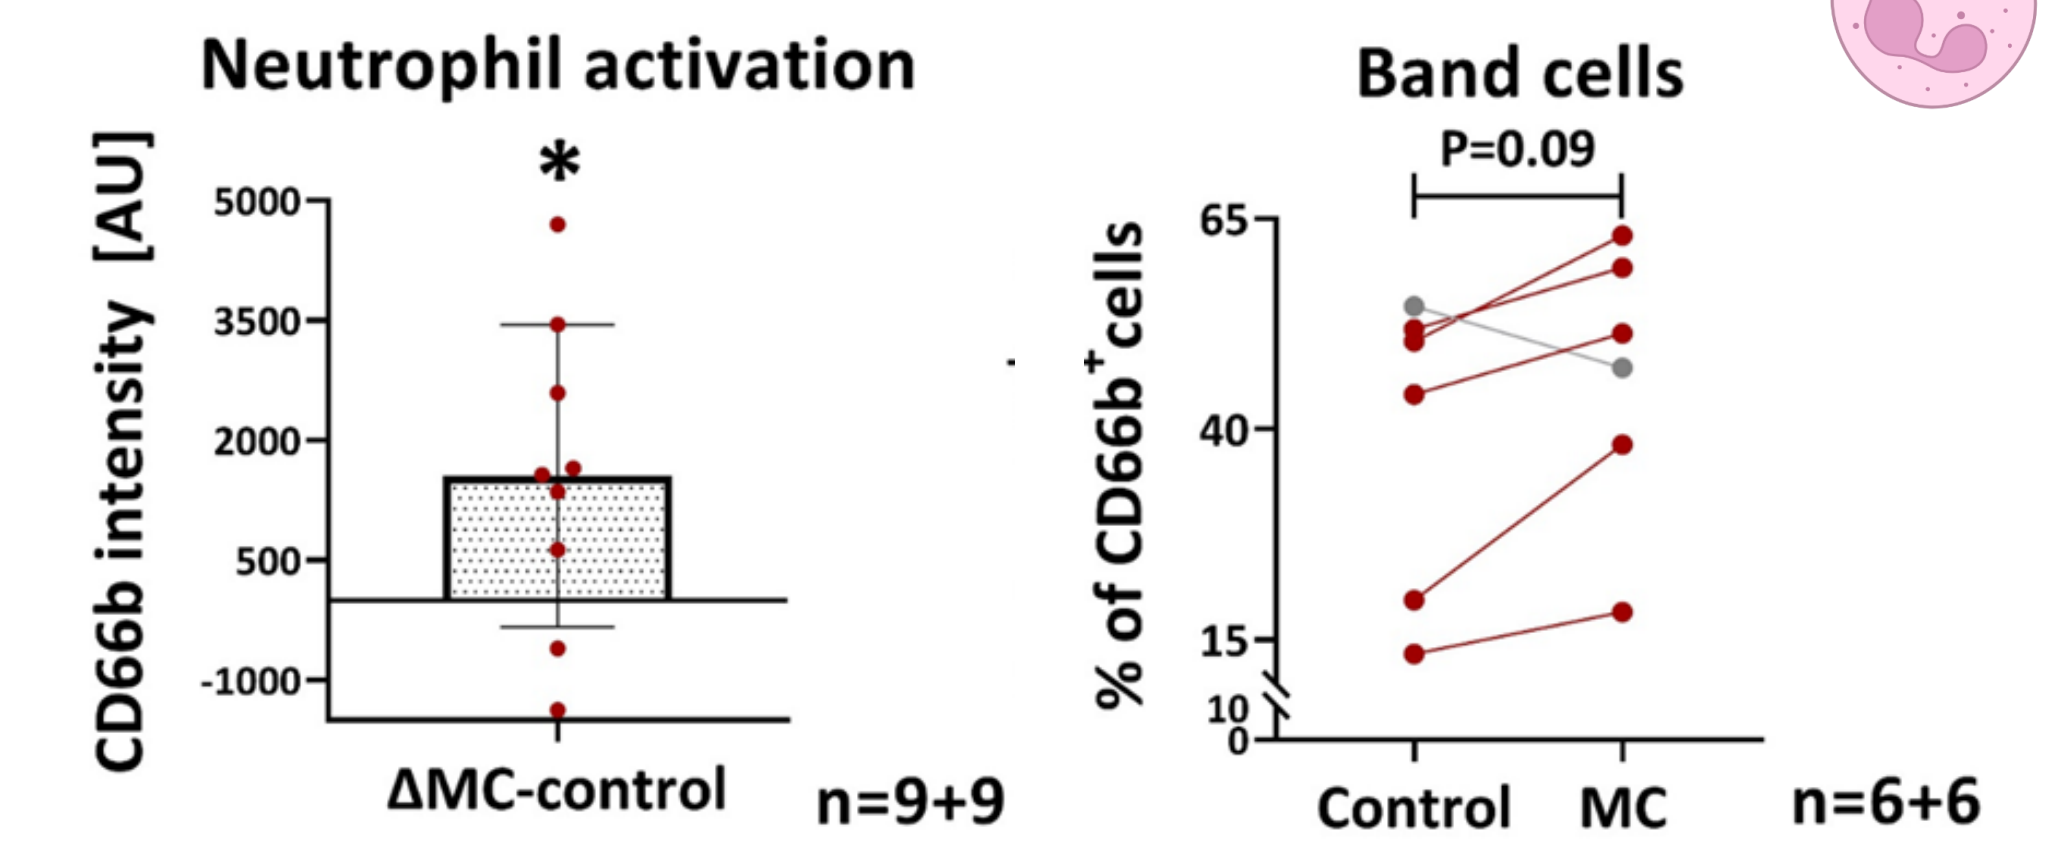 Neutrophil activation
*
CD66b intensity [AU]
5000
3500
2000
500
-1000
ΔMC-control
n=9+9
Band cells
P=0.09
% of CD66b+cells
65
40
15
10
0
Control
MC
n=6+6